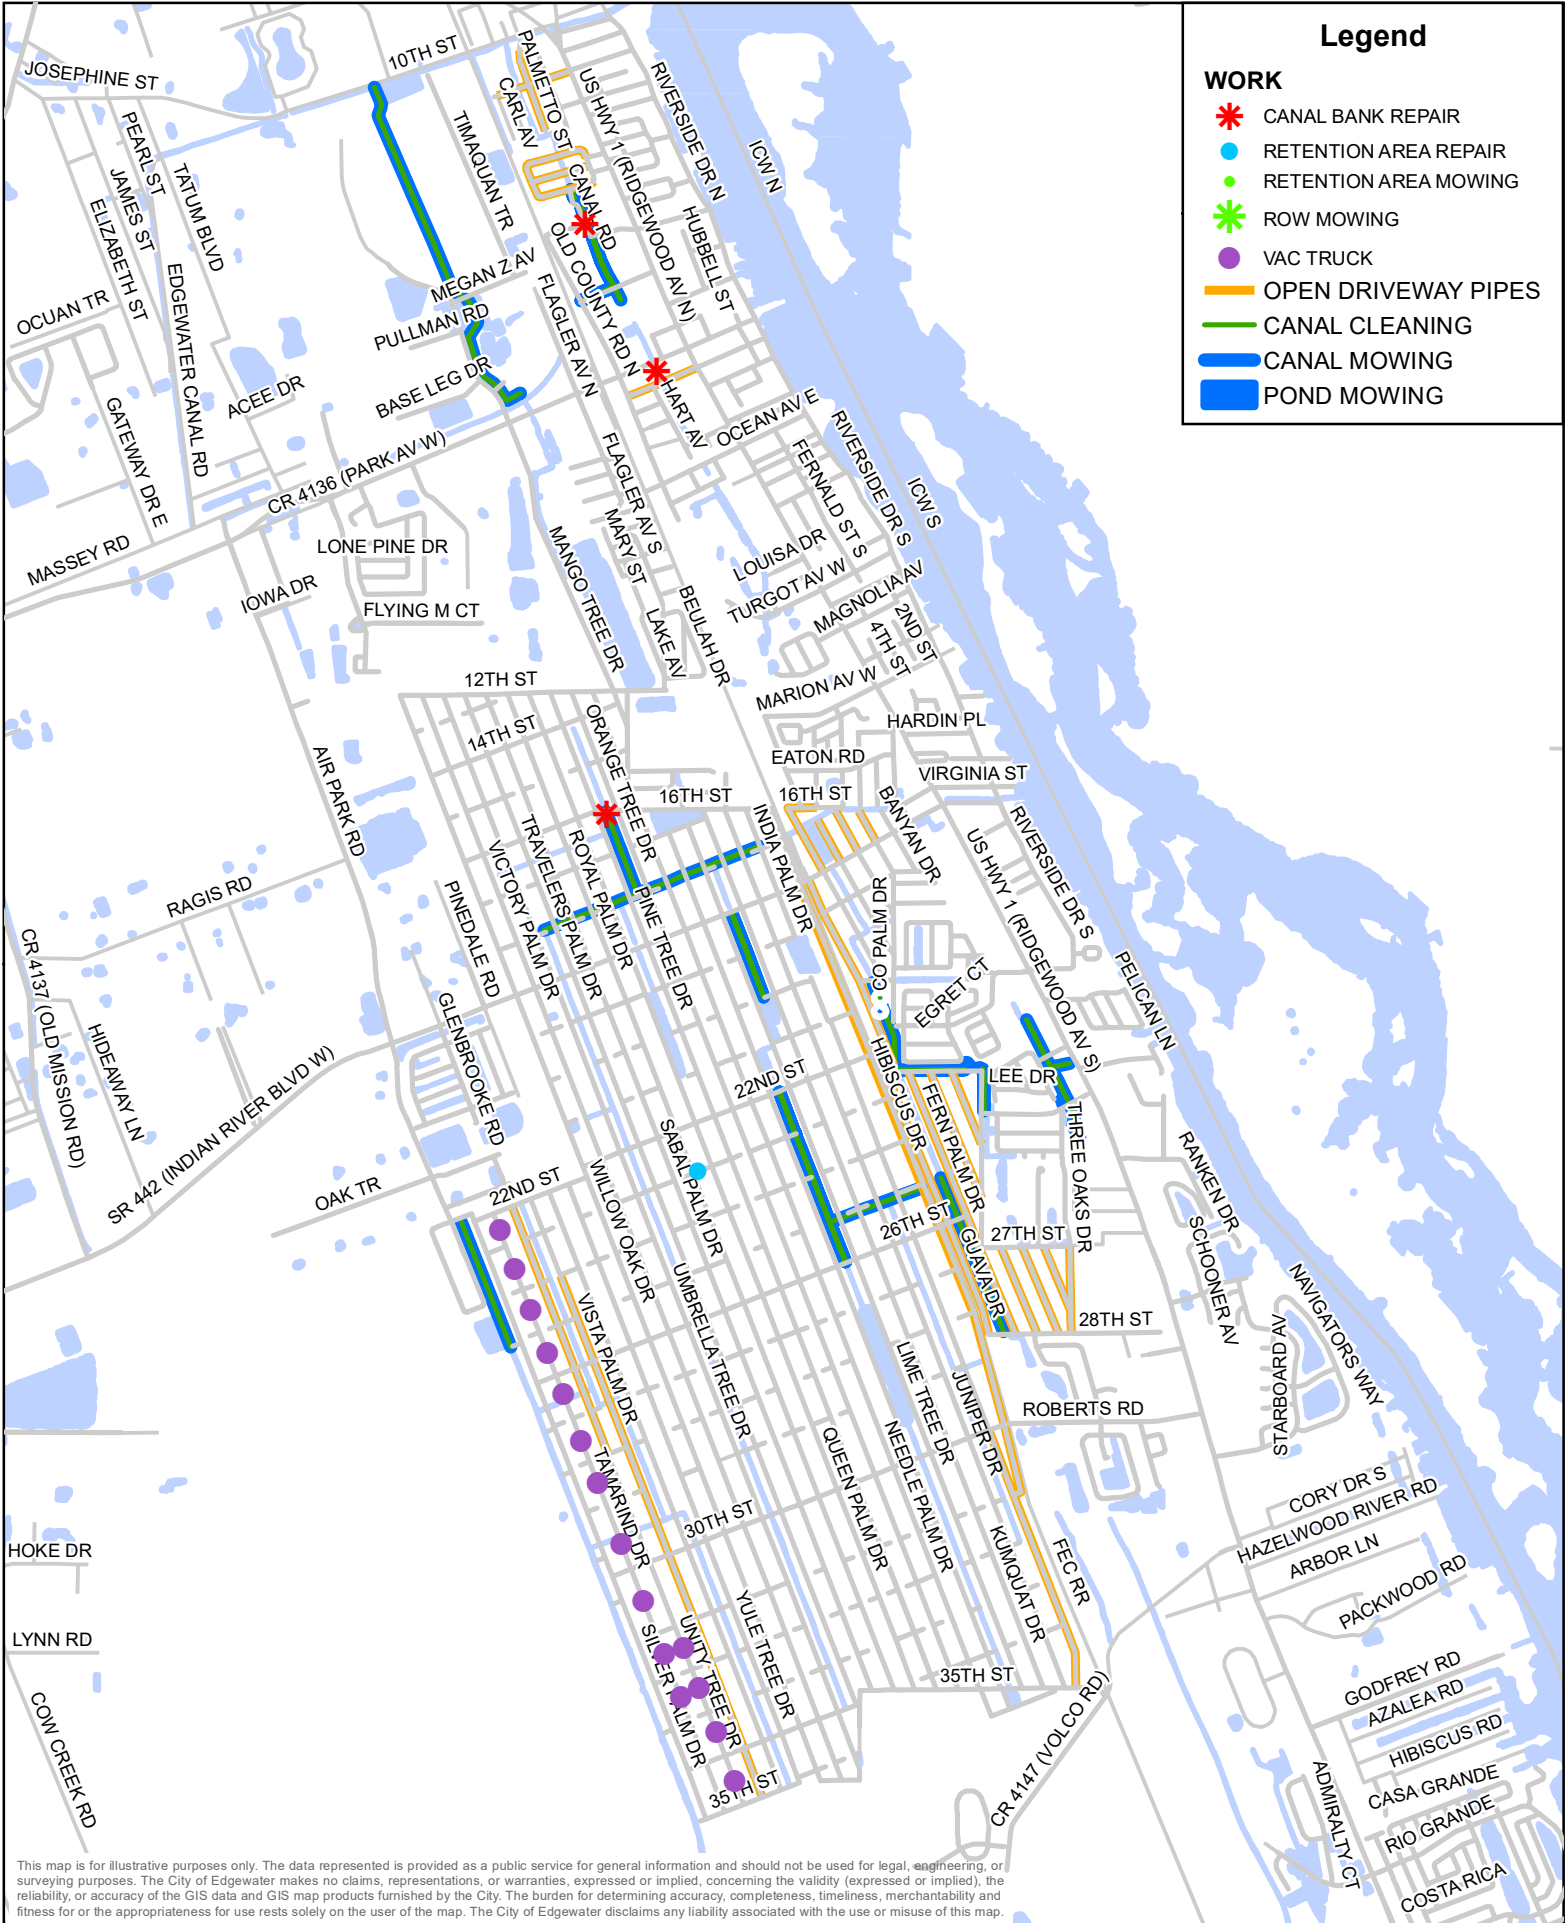 Legend
WORK
CANAL BANK REPAIR
RETENTION AREA REPAIR
RETENTION AREA MOWING
ROW MOWING
VAC TRUCK
OPEN DRIVEWAY PIPES
CANAL CLEANING
CANAL MOWING
POND MOWING
JOSEPHINE ST
10TH ST
PALMETTO ST
CARL AV
US HWY 1 (RIDGEWOOD AV N)
RIVERSIDE DR N
ICW N
PEARL ST
JAMES ST
ELIZABETH ST
TATUM BLVD
TIMAQUAN TR
CANAL RD
OLD COUNTY RD N
HUBBELL ST
OCUAN TR
EDGEWATER CANAL RD
MEGAN Z AV
PULLMAN RD
FLAGLER AV N
BASE LEG DR
ACEE DR
GATEWAY DR E
HART AV
OCEAN AV E
CR 4136 (PARK AV W)
MASSEY RD
LONE PINE DR
IOWA DR
FLYING M CT
FLAGLER AV S
MARY ST
MANGO TREE DR
LAKE AV
BEULAH DR
FERNALD ST S
RIVERSIDE DR S
ICW S
LOUISA DR
TURGOT AV W
MAGNOLIA AV
2ND ST
4TH ST
MARION AV W
12TH ST
14TH ST
ORANGE TREE DR
HARDIN PL
EATON RD
VIRGINIA ST
16TH ST
16TH ST
AIR PARK RD
INDIA PALM DR
BANYAN DR
US HWY 1 (RIDGEWOOD AV S)
RIVERSIDE DR S
RAGIS RD
PINEDALE RD
VICTORY PALM DR
TRAVELERS PALM DR
ROYAL PALM DR
PINE TREE DR
CO PALM DR
EGRET CT
PELICAN LN
CR 4137 (OLD MISSION RD)
HIDEAWAY LN
GLENBROOKE RD
SR 442 (INDIAN RIVER BLVD W)
22ND ST
HIBISCUS DR
LEE DR
FERN PALM DR
THREE OAKS DR
RANKEN DR
OAK TR
22ND ST
SABAL PALM DR
WILLOW OAK DR
26TH ST
27TH ST
GUAVA DR
28TH ST
SCHOONER AV
NAVIGATORS WAY
STARBOARD AV
VISTA PALM DR
UMBRELLA TREE DR
LIME TREE DR
JUNIPER DR
ROBERTS RD
TAMARIND DR
QUEEN PALM DR
NEEDLE PALM DR
30TH ST
CORY DR S
HAZELWOOD RIVER RD
ARBOR LN
PACKWOOD RD
HOKE DR
KUMQUAT DR
FEC RR
LYNN RD
YULE TREE DR
UNITY TREE DR
SILVER PALM DR
35TH ST
35TH ST
COW CREEK RD
CR 4147 (VOLCO RD)
GODFREY RD
AZALEA RD
HIBISCUS RD
CASA GRANDE
RIO GRANDE
COSTA RICA
ADMIRALTY CT
This map is for illustrative purposes only. The data represented is provided as a public service for general information and should not be used for legal, engineering, or
surveying purposes. The City of Edgewater makes no claims, representations, or warranties, expressed or implied, concerning the validity (expressed or implied), the
reliability, or accuracy of the GIS data and GIS map products furnished by the City. The burden for determining accuracy, completeness, timeliness, merchantability and
fitness for or the appropriateness for use rests solely on the user of the map. The City of Edgewater disclaims any liability associated with the use or misuse of this map.